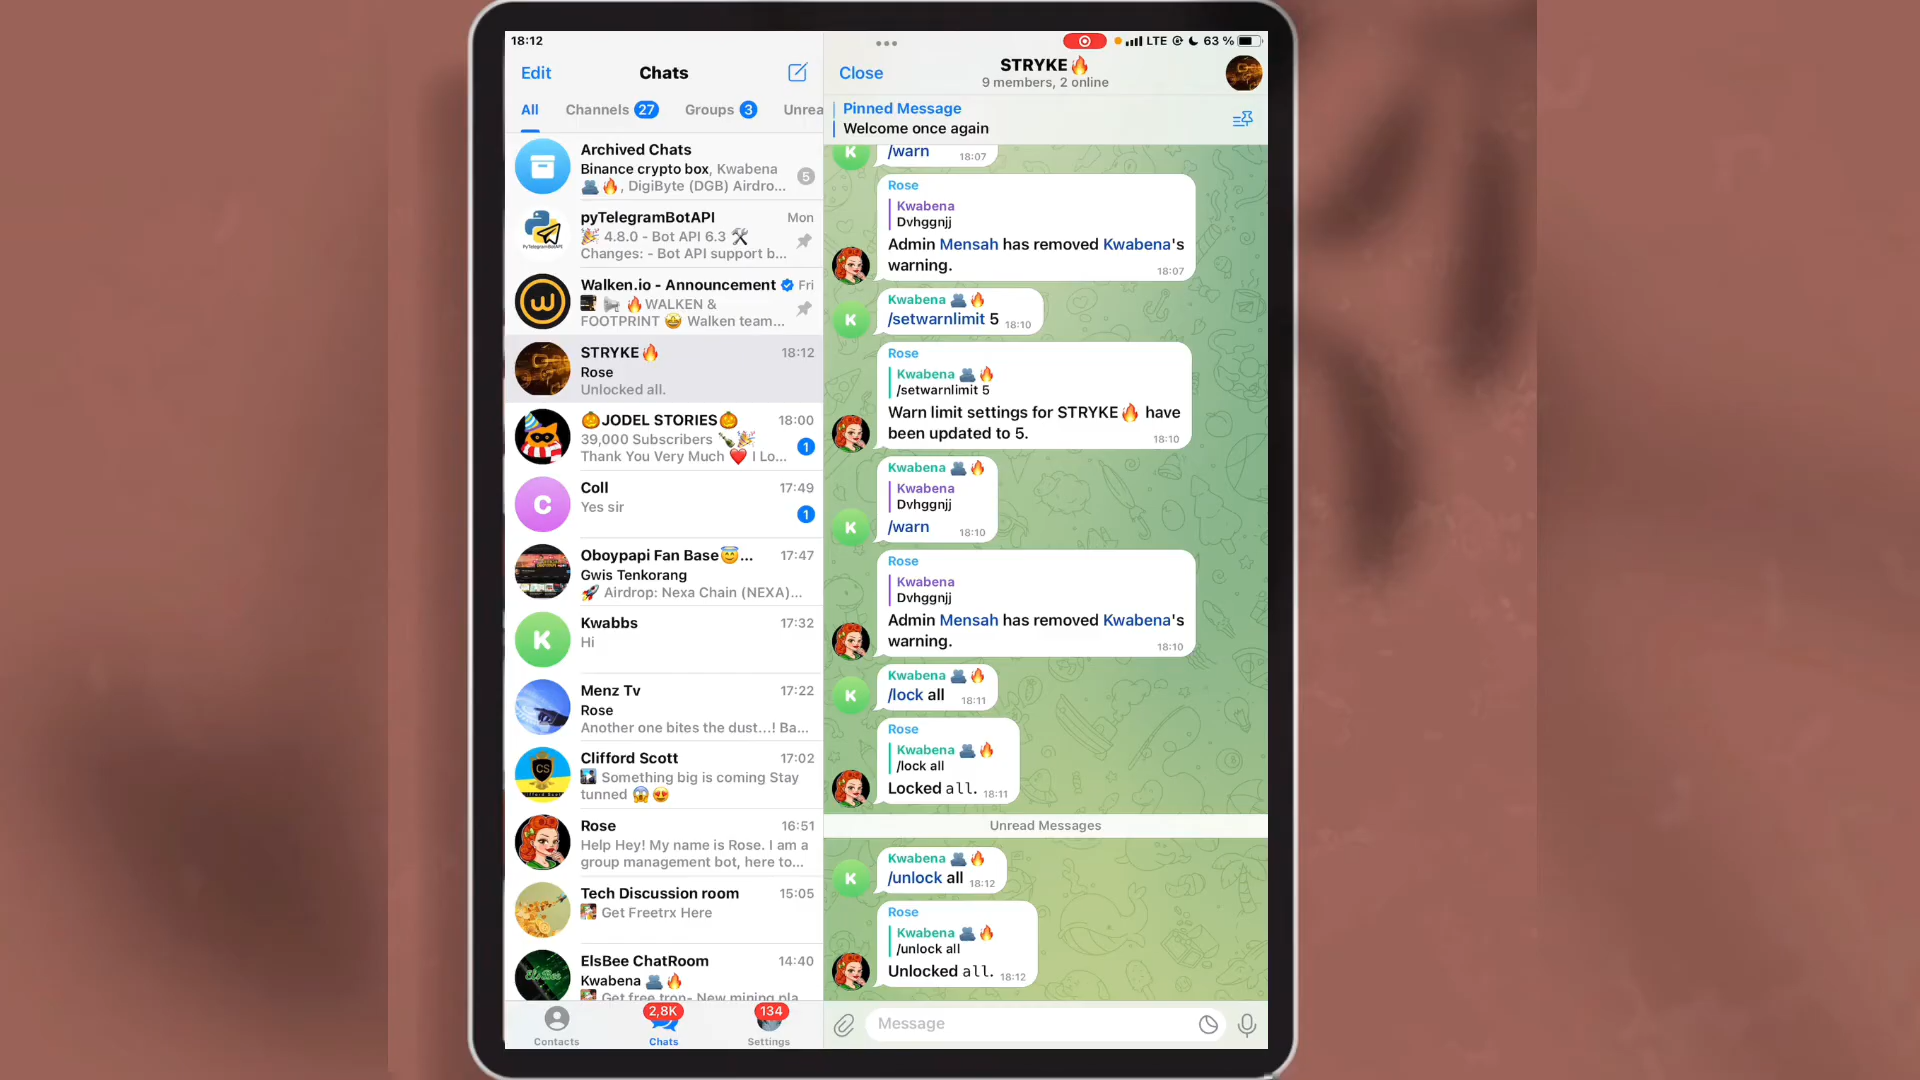 18:12
LTE 63 %
Edit
Chats
All
Channels 27
Groups 3
Unrea
Archived Chats
Binance crypto box, Kwabena
👥🔥, DigiByte (DGB) Airdro...
5
pyTelegramBotAPI
Mon
🎉 4.8.0 - Bot API 6.3 🛠
Changes: - Bot API support b...
Walken.io - Announcement
Fri
🔥WALKEN &
FOOTPRINT 🤩 Walken team...
STRYKE🔥
18:12
Rose
Unlocked all.
🎃JODEL STORIES🎃
18:00
39,000 Subscribers 🍾🎉
Thank You Very Much ❤️ I Lo...
1
C
Coll
17:49
Yes sir
1
Oboypapi Fan Base😇...
17:47
Gwis Tenkorang
🚀 Airdrop: Nexa Chain (NEXA)...
K
Kwabbs
17:32
Hi
Menz Tv
17:22
Rose
Another one bites the dust...! Ba...
CS
Clifford Scott
17:02
Something big is coming Stay
tunned 😱😍
Rose
16:51
Help Hey! My name is Rose. I am a
group management bot, here to...
Tech Discussion room
15:05
Get Freetrx Here
ElsBee
ElsBee ChatRoom
14:40
Kwabena 👥🔥
Get free tron- New mining pla
Contacts
2,8K
Chats
134
Settings
Close
STRYKE🔥
9 members, 2 online
Pinned Message
Welcome once again
K
/warn
18:07
Rose
Kwabena
Dvhggnjj
Admin Mensah has removed Kwabena's
warning.
18:07
Kwabena 👥🔥
K
/setwarnlimit 5
18:10
Rose
Kwabena 👥🔥
/setwarnlimit 5
Warn limit settings for STRYKE🔥 have
been updated to 5.
18:10
Kwabena 👥🔥
Kwabena
Dvhggnjj
K
/warn
18:10
Rose
Kwabena
Dvhggnjj
Admin Mensah has removed Kwabena's
warning.
18:10
Kwabena 👥🔥
K
/lock all
18:11
Rose
Kwabena 👥🔥
/lock all
Locked all.
18:11
Unread Messages
Kwabena 👥🔥
K
/unlock all
18:12
Rose
Kwabena 👥🔥
/unlock all
Unlocked all.
18:12
Message